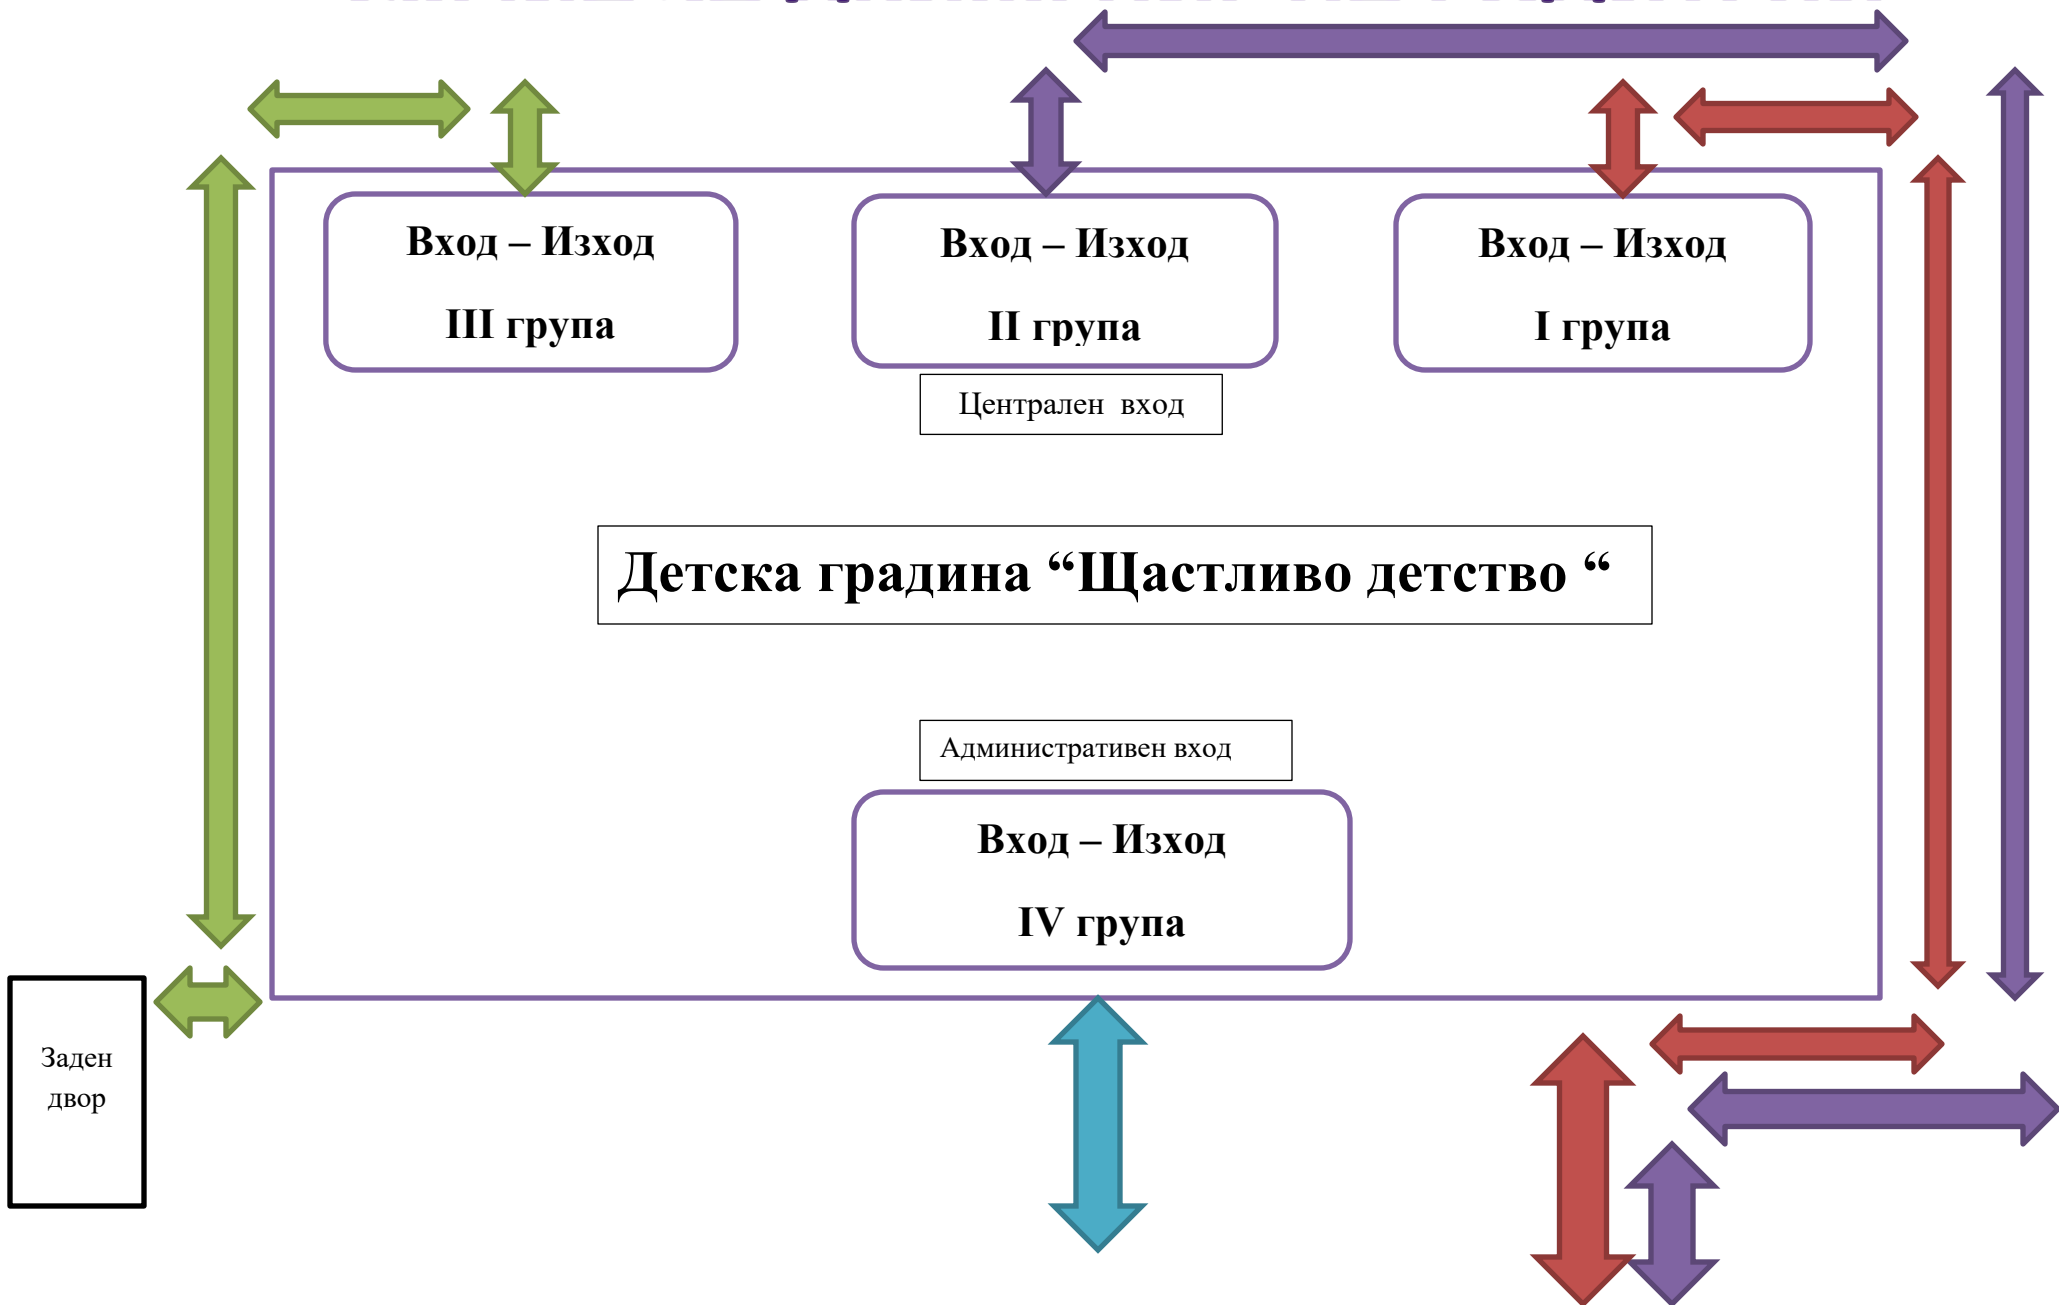 Вход – Изход
III група
Вход – Изход
II група
Вход – Изход
I група
Централен вход
Детска градина “Щастливо детство “
Административен вход
Вход – Изход
IV група
Заден
двор